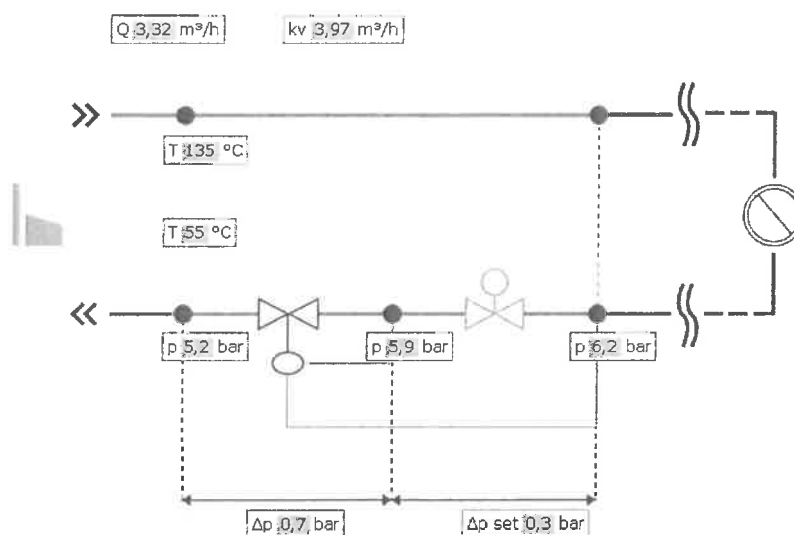 Q 3,32 m³/h
kv 3,97 m³/h
T 135 °C
T 55 °C
p 5,2 bar
p 5,9 bar
p 6,2 bar
Δp 0,7 bar
Δp set 0,3 bar